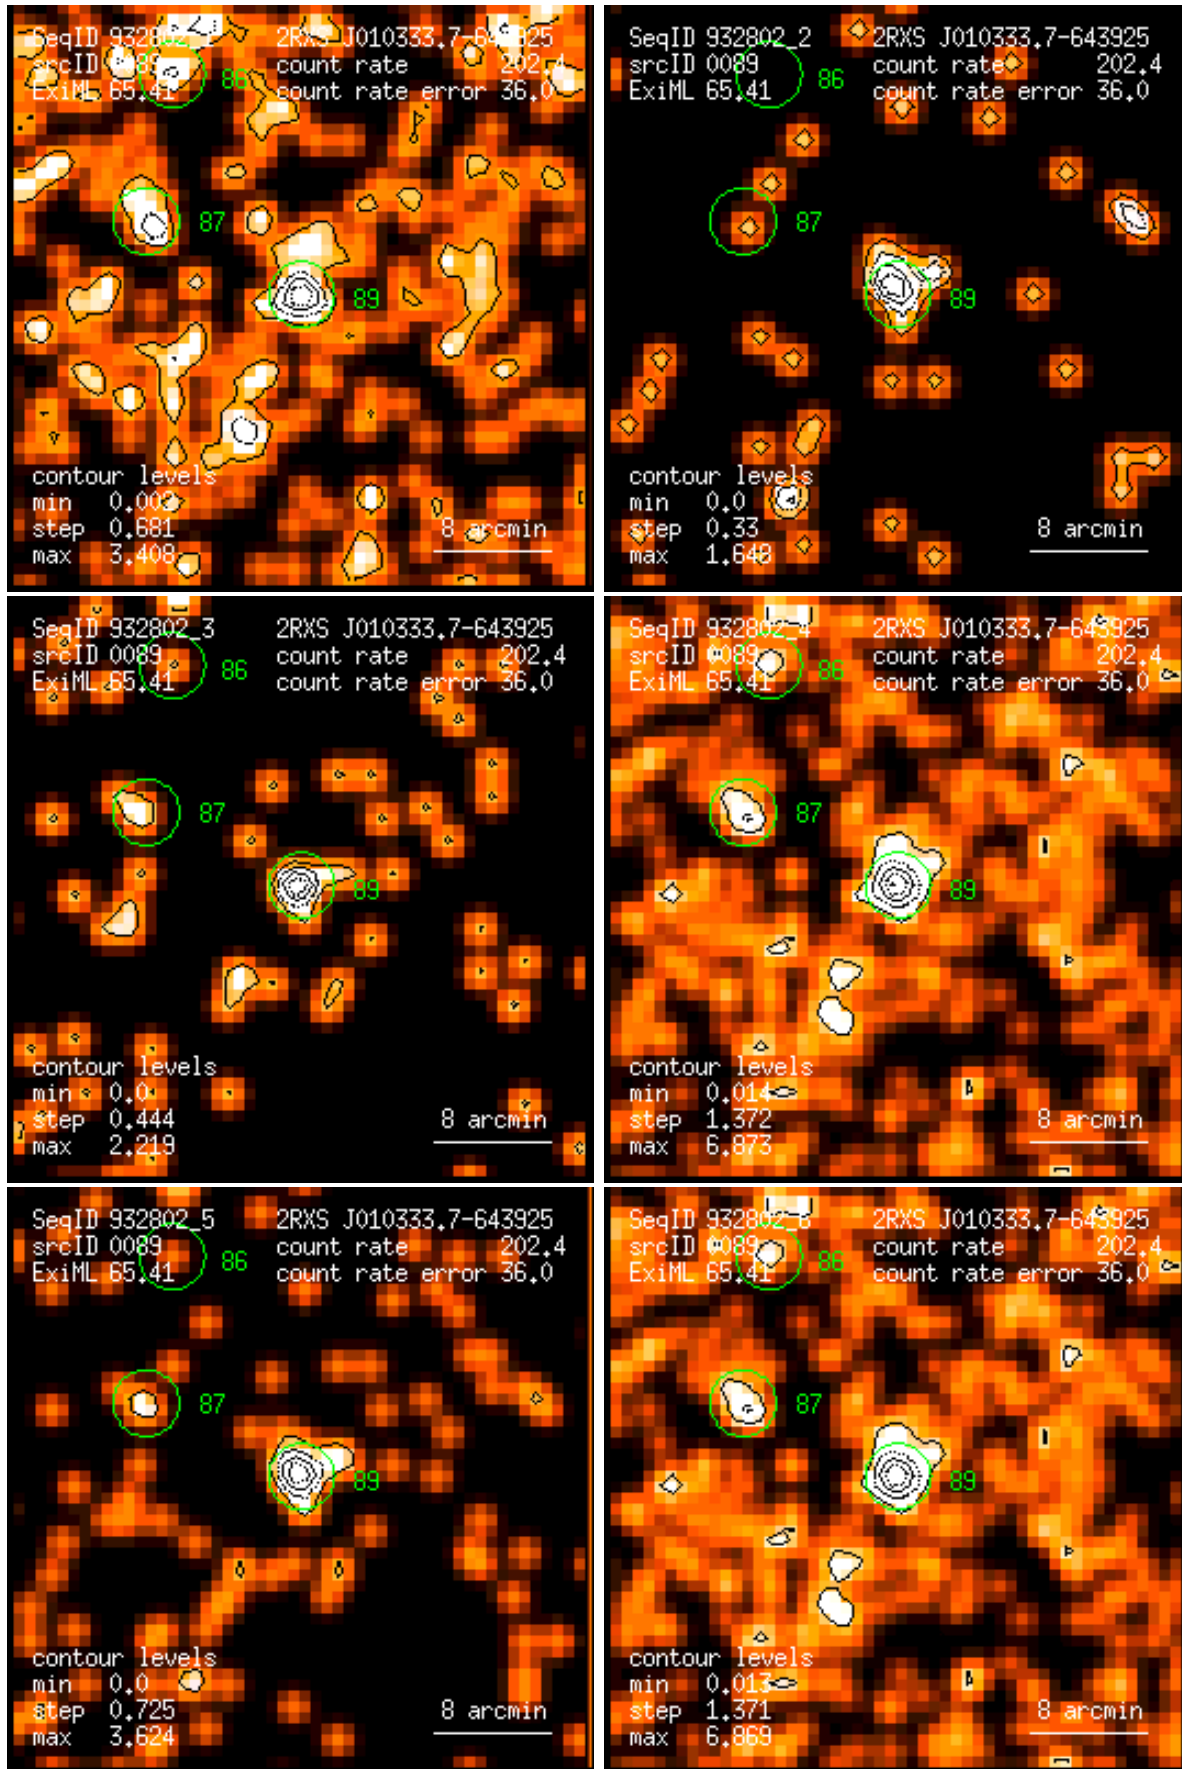 SeqID 932802_1 2RXS J010333.7-643925
srcID 0089 count rate 202.4
ExiML 65.41 count rate error 36.0
86
87
89
contour levels
min 0.002
step 0.681
max 3.408
8 arcmin
SeqID 932802_2 2RXS J010333.7-643925
srcID 0089 count rate 202.4
ExiML 65.41 count rate error 36.0
86
87
89
contour levels
min 0.0
step 0.33
max 1.648
8 arcmin
SeqID 932802_3 2RXS J010333.7-643925
srcID 0089 count rate 202.4
ExiML 65.41 count rate error 36.0
86
87
89
contour levels
min 0.0
step 0.444
max 2.219
8 arcmin
SeqID 932802_4 2RXS J010333.7-643925
srcID 0089 count rate 202.4
ExiML 65.41 count rate error 36.0
86
87
89
contour levels
min 0.014
step 1.372
max 6.873
8 arcmin
SeqID 932802_5 2RXS J010333.7-643925
srcID 0089 count rate 202.4
ExiML 65.41 count rate error 36.0
86
87
89
contour levels
min 0.0
step 0.725
max 3.624
8 arcmin
SeqID 932802_6 2RXS J010333.7-643925
srcID 0089 count rate 202.4
ExiML 65.41 count rate error 36.0
86
87
89
contour levels
min 0.013
step 1.371
max 6.869
8 arcmin